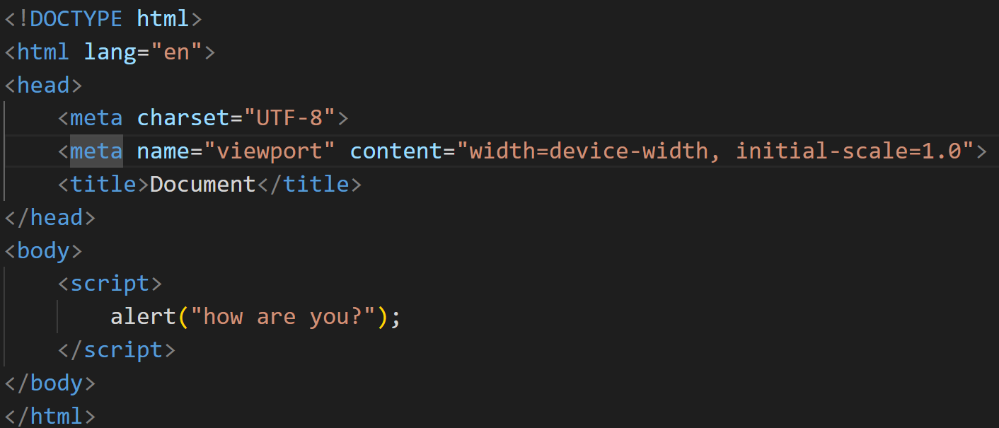 <!DOCTYPE html>
<html lang="en">
<head>
    <meta charset="UTF-8">
    <meta name="viewport" content="width=device-width, initial-scale=1.0">
    <title>Document</title>
</head>
<body>
    <script>
        alert("how are you?");
    </script>
</body>
</html>